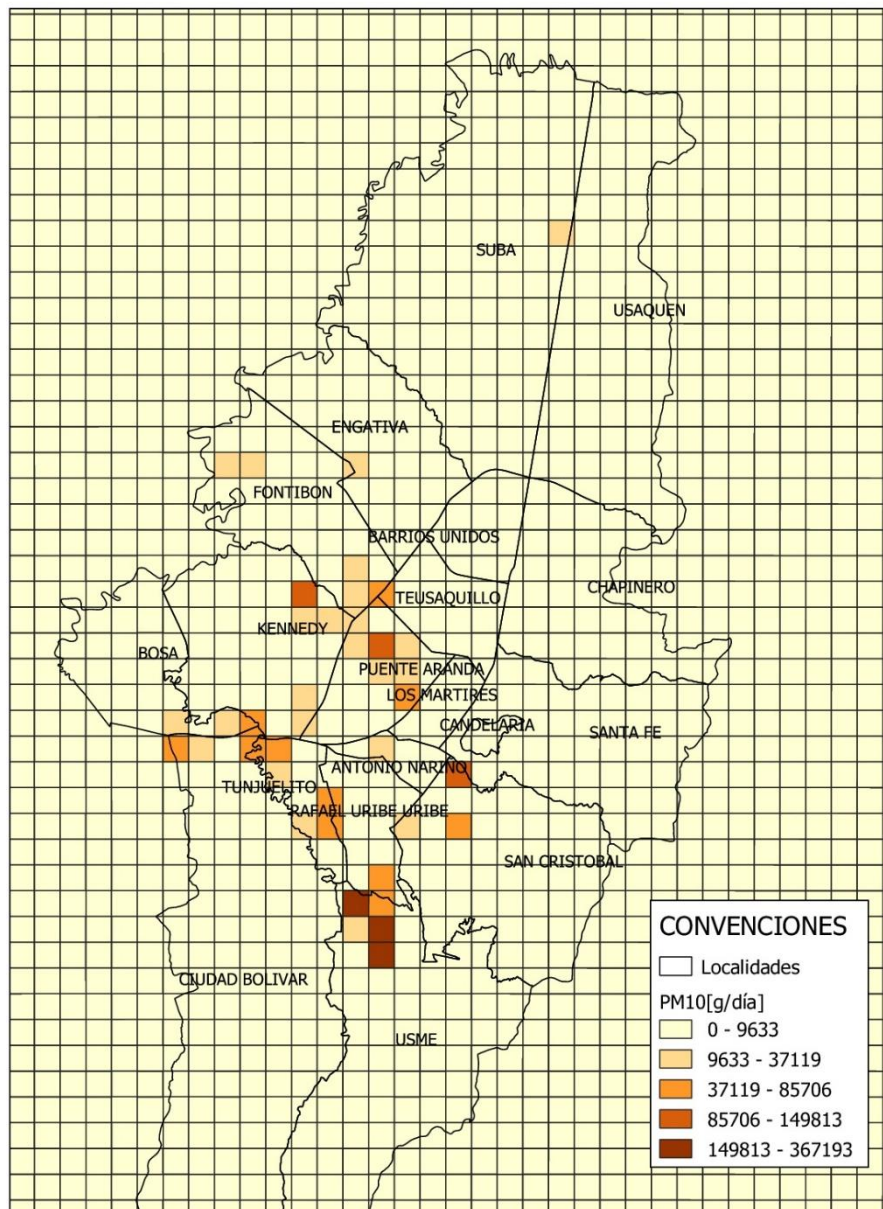 SUBA
USAQUEN
ENGATIVA
FONTIBON
BARRIOS UNIDOS
CHAPINERO
TEUSAQUILLO
KENNEDY
BOSA
PUENTE ARANDA
LOS MARTIRES
CANDELARIA
SANTA FE
ANTONIO NARIÑO
TUNJUELITO
RAFAEL URIBE URIBE
SAN CRISTOBAL
CIUDAD BOLIVAR
USME
CONVENCIONES
Localidades
PM10[g/día]
0 - 9633
9633 - 37119
37119 - 85706
85706 - 149813
149813 - 367193